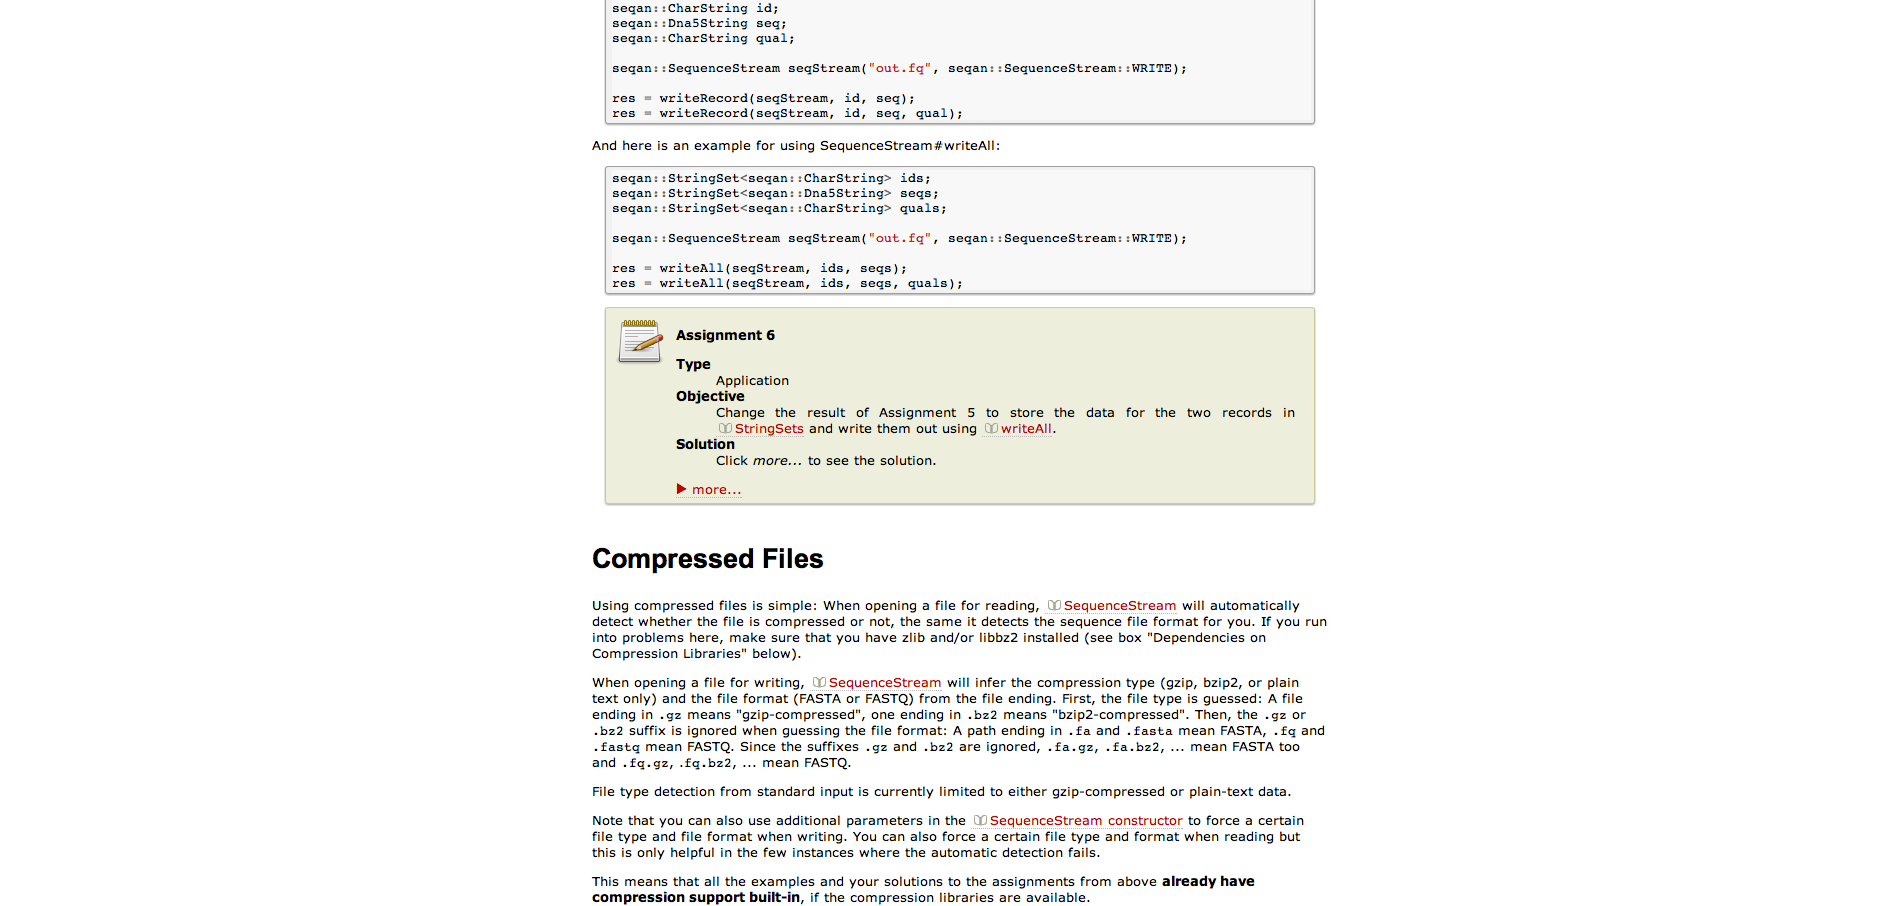 seqan::CharString id;
seqan::Dna5String seq;
seqan::CharString qual;
seqan::SequenceStream seqStream("out.fq", seqan::SequenceStream::WRITE);
res = writeRecord(seqStream, id, seq);
res = writeRecord(seqStream, id, seq, qual);
And here is an example for using SequenceStream#writeAll:
seqan::StringSet<seqan::CharString> ids;
seqan::StringSet<seqan::Dna5String> seqs;
seqan::StringSet<seqan::CharString> quals;
seqan::SequenceStream seqStream("out.fq", seqan::SequenceStream::WRITE);
res = writeAll(seqStream, ids, seqs);
res = writeAll(seqStream, ids, seqs, quals);
Assignment 6
Type
Application
Objective
Change the result of Assignment 5 to store the data for the two records in
StringSets and write them out using writeAll.
Solution
Click more... to see the solution.
more...
Compressed Files
Using compressed files is simple: When opening a file for reading, SequenceStream will automatically
detect whether the file is compressed or not, the same it detects the sequence file format for you. If you run
into problems here, make sure that you have zlib and/or libbz2 installed (see box "Dependencies on
Compression Libraries" below).
When opening a file for writing, SequenceStream will infer the compression type (gzip, bzip2, or plain
text only) and the file format (FASTA or FASTQ) from the file ending. First, the file type is guessed: A file
ending in .gz means "gzip-compressed", one ending in .bz2 means "bzip2-compressed". Then, the .gz or
.bz2 suffix is ignored when guessing the file format: A path ending in .fa and .fasta mean FASTA, .fq and
.fastq mean FASTQ. Since the suffixes .gz and .bz2 are ignored, .fa.gz, .fa.bz2, ... mean FASTA too
and .fq.gz, .fq.bz2, ... mean FASTQ.
File type detection from standard input is currently limited to either gzip-compressed or plain-text data.
Note that you can also use additional parameters in the SequenceStream constructor to force a certain
file type and file format when writing. You can also force a certain file type and format when reading but
this is only helpful in the few instances where the automatic detection fails.
This means that all the examples and your solutions to the assignments from above already have
compression support built-in, if the compression libraries are available.